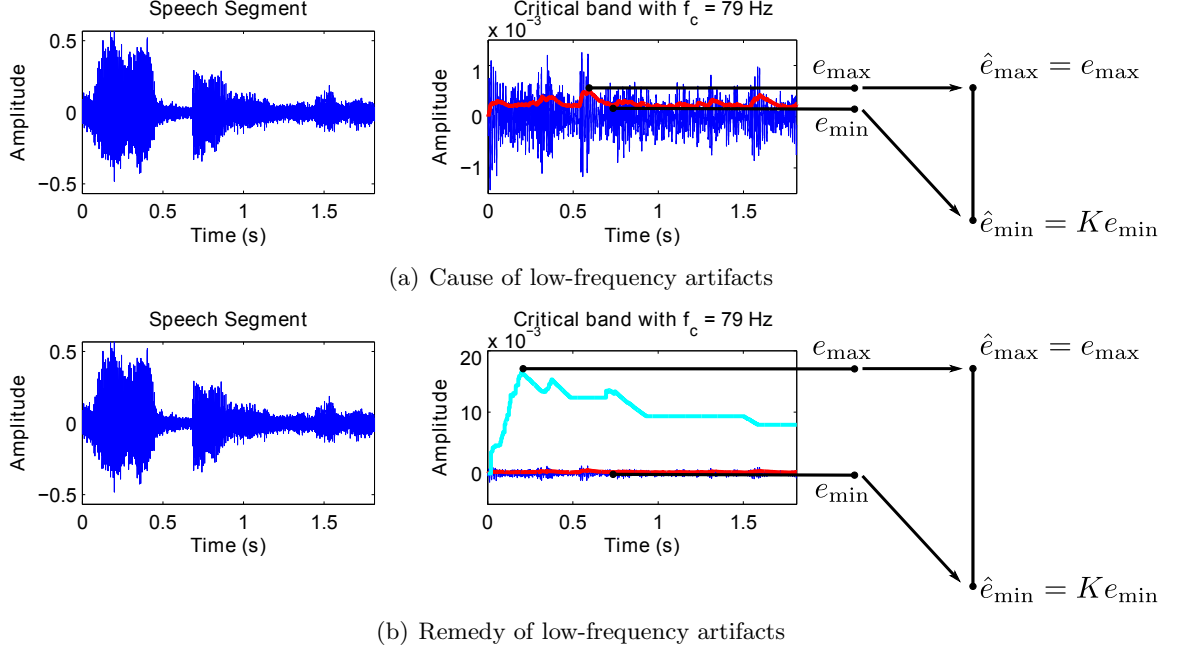 Speech Segment
Amplitude
0.5
0
−0.5
0 0.5 1 1.5
Time (s)
Critical band with f_c = 79 Hz
x 10^-3
Amplitude
1
0
−1
0 0.5 1 1.5
Time (s)
e_max
e_min
ê_max = e_max
ê_min = Ke_min
(a) Cause of low-frequency artifacts
Speech Segment
Amplitude
0.5
0
−0.5
0 0.5 1 1.5
Time (s)
Critical band with f_c = 79 Hz
x 10^-3
Amplitude
20
10
0
0 0.5 1 1.5
Time (s)
e_max
e_min
ê_max = e_max
ê_min = Ke_min
(b) Remedy of low-frequency artifacts